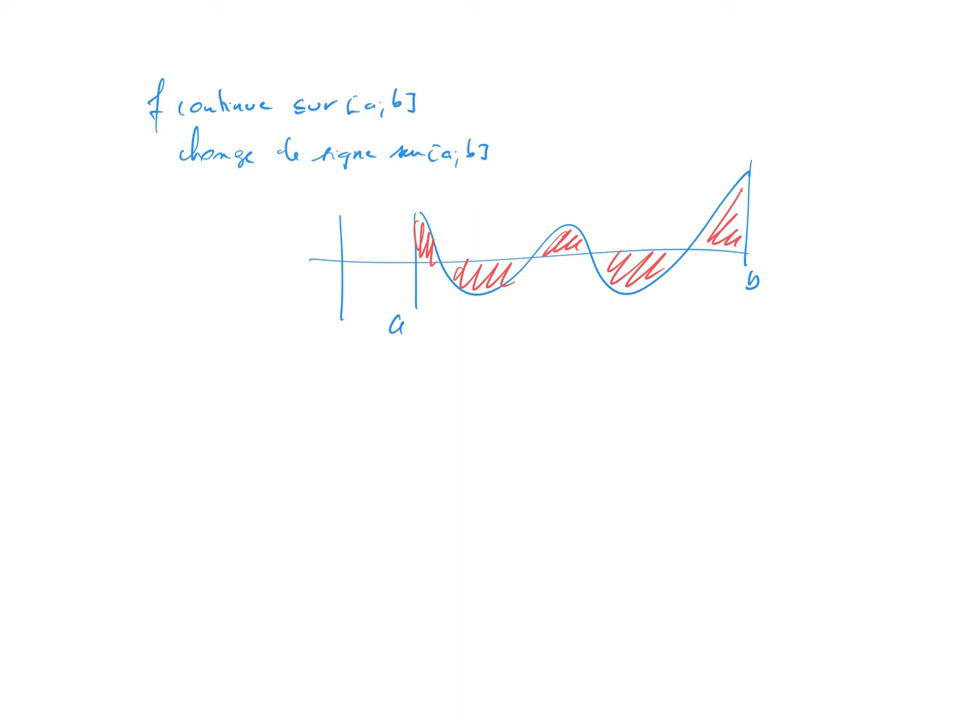 f continue sur [a;b]
change de signe sur [a;b]
a
b